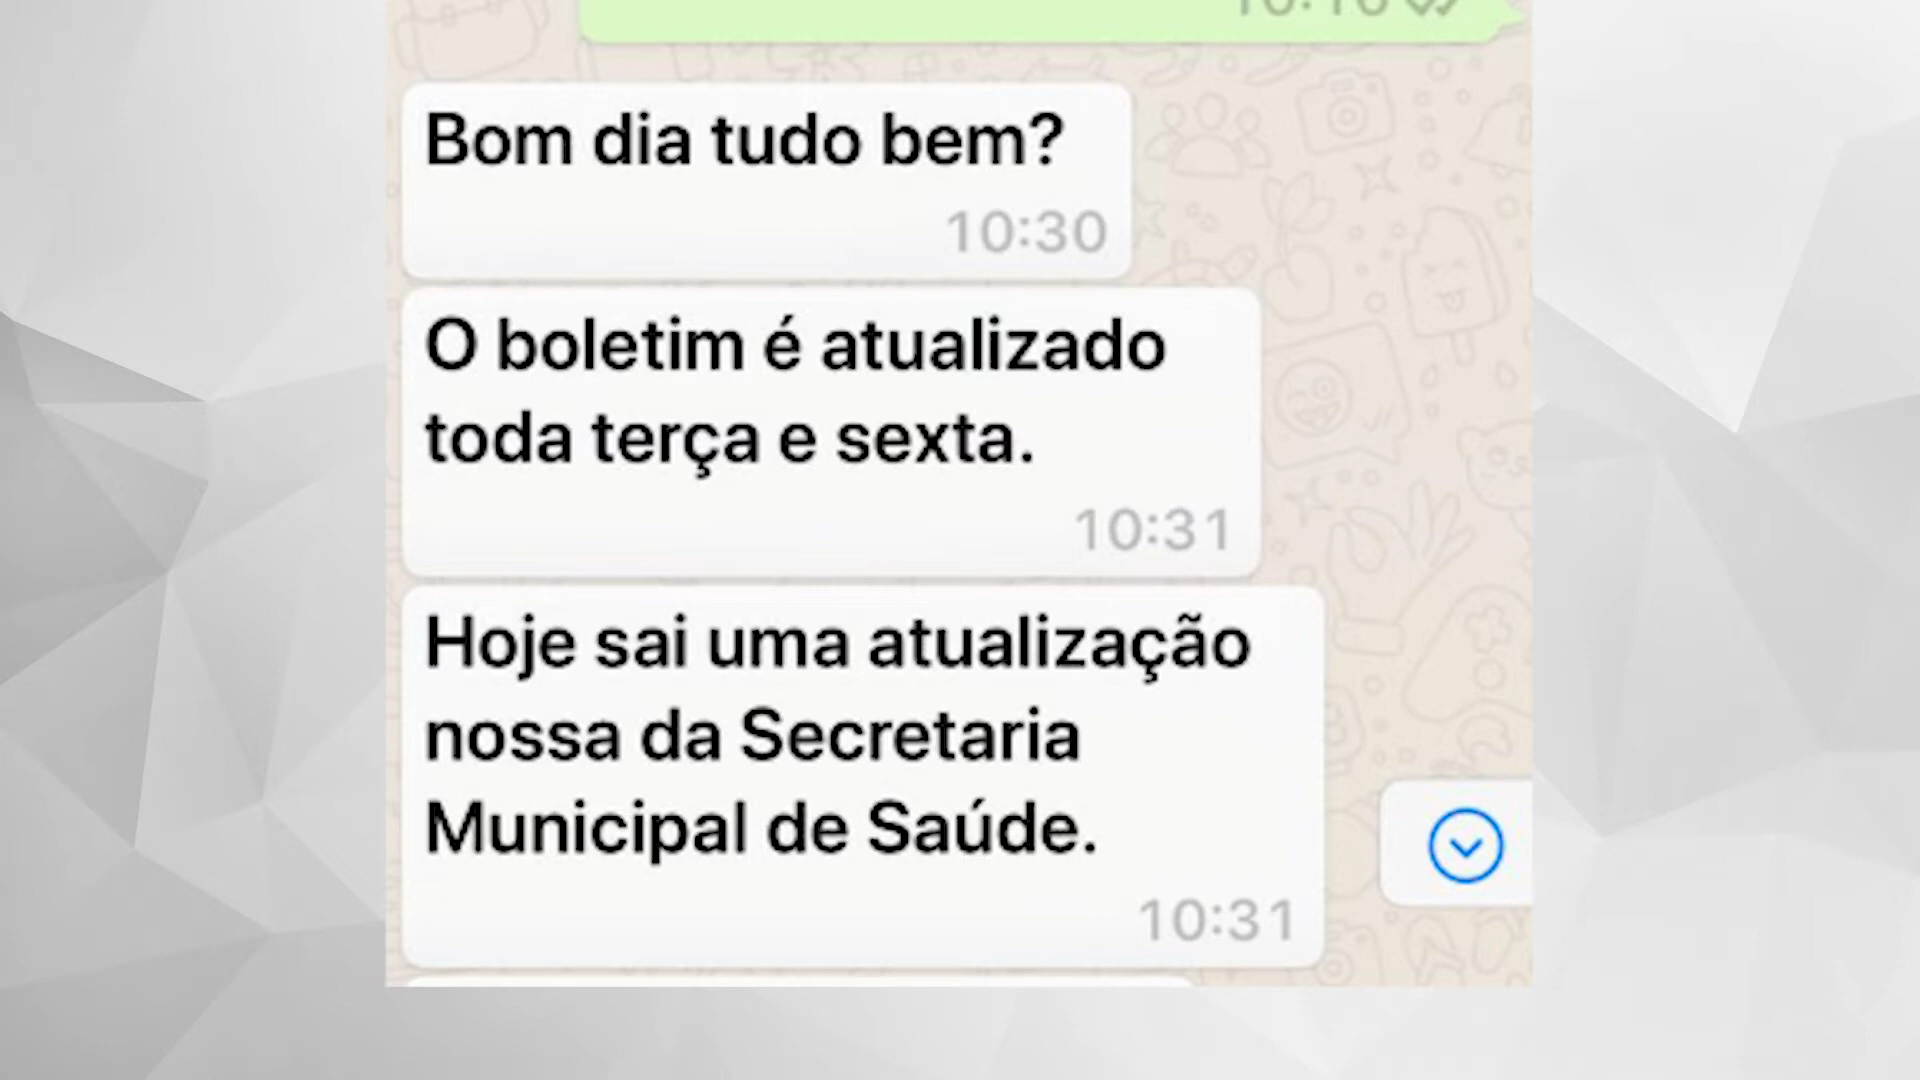 Bom dia tudo bem?
10:30
O boletim é atualizado
toda terça e sexta.
10:31
Hoje sai uma atualização
nossa da Secretaria
Municipal de Saúde.
10:31